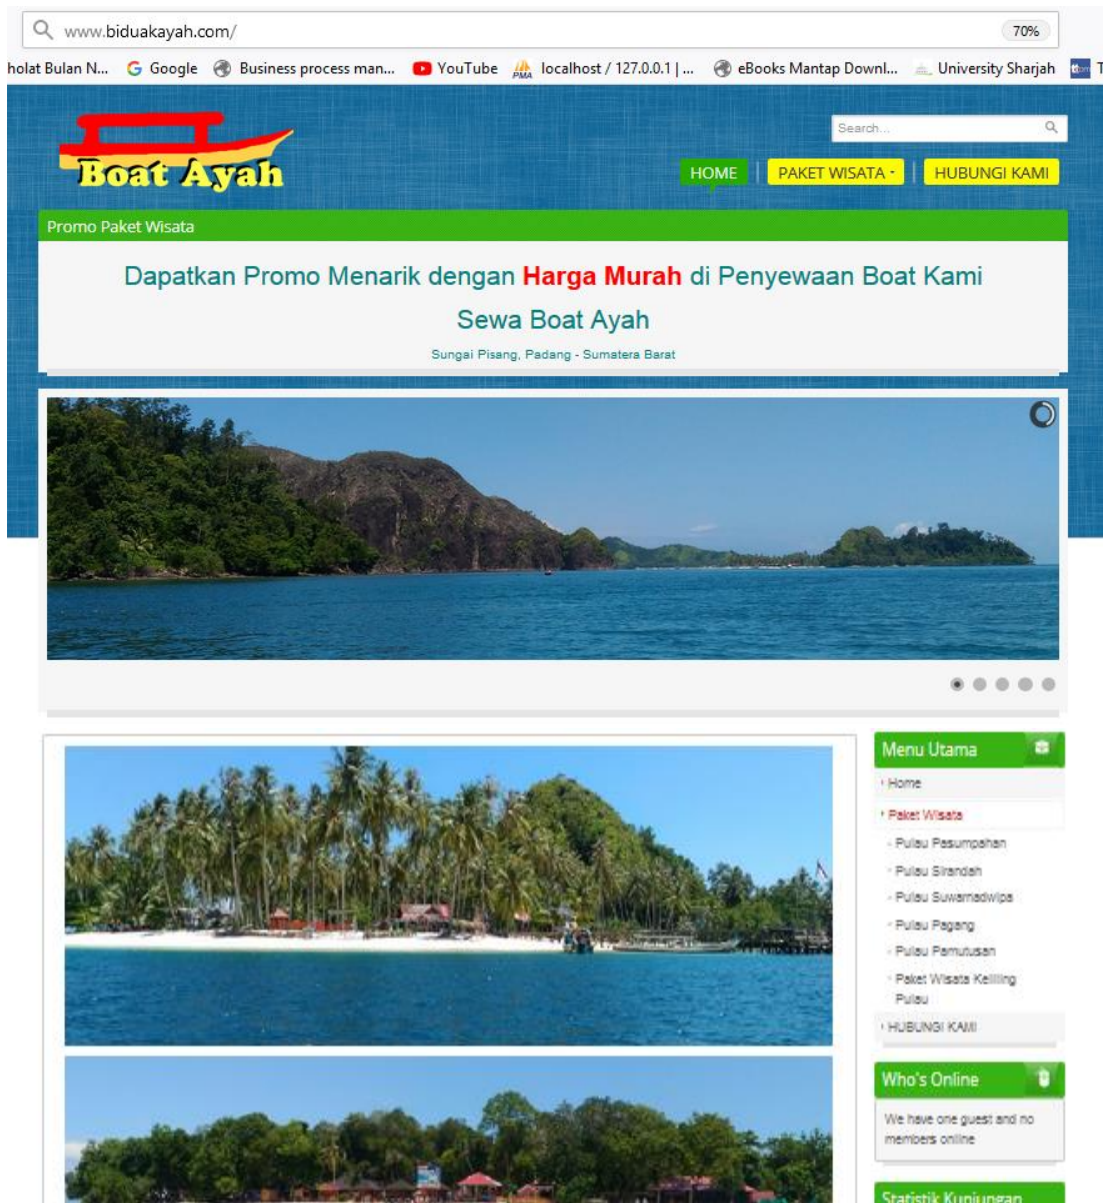 www.biduakayah.com/
70%
holat Bulan N...
Google
Business process man...
YouTube
localhost / 127.0.0.1 | ...
eBooks Mantap Downl...
University Sharjah
T
Boat Ayah
Search...
HOME
PAKET WISATA
HUBUNGI KAMI
Promo Paket Wisata
Dapatkan Promo Menarik dengan Harga Murah di Penyewaan Boat Kami
Sewa Boat Ayah
Sungai Pisang, Padang - Sumatera Barat
Menu Utama
Home
Paket Wisata
Pulau Pasumpahan
Pulau Sirandah
Pulau Suwarnadwipa
Pulau Pagang
Pulau Pamutusan
Paket Wisata Keliling
Pulau
HUBUNGI KAMI
Who's Online
We have one guest and no
members online
Statistik Kunjungan